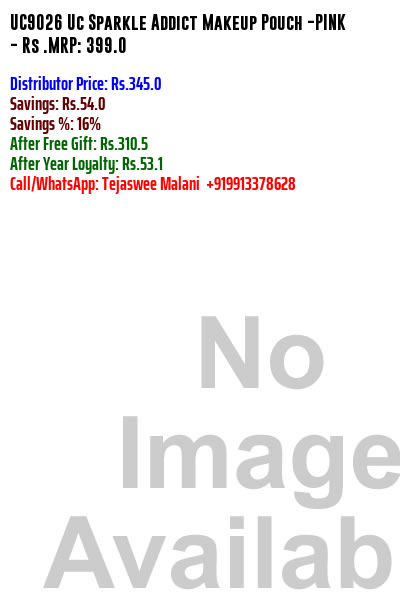 UC9026 Uc Sparkle Addict Makeup Pouch -PINK
- Rs .MRP: 399.0
Distributor Price: Rs.345.0
Savings: Rs.54.0
Savings %: 16%
After Free Gift: Rs.310.5
After Year Loyalty: Rs.53.1
Call/WhatsApp: Tejaswee Malani +919913378628
No
Image
Availab